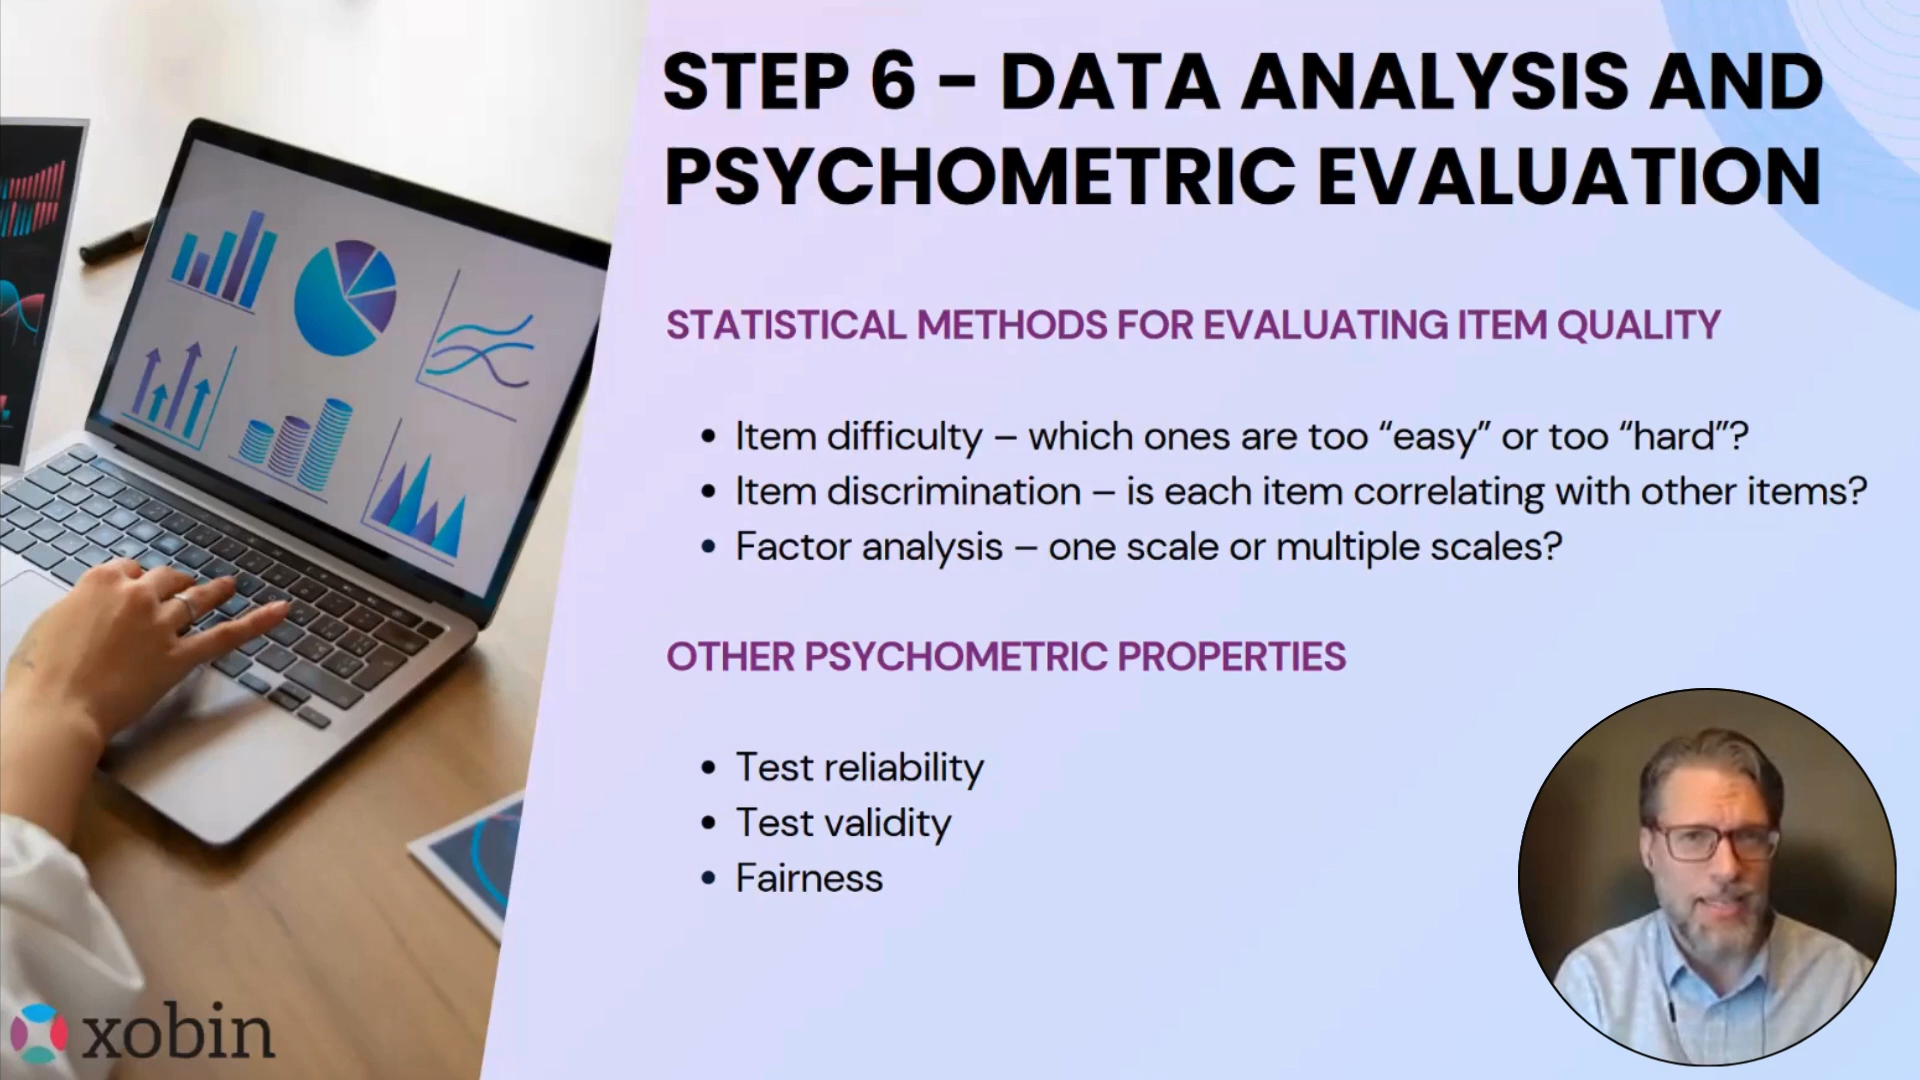 STEP 6 – DATA ANALYSIS AND
PSYCHOMETRIC EVALUATION
STATISTICAL METHODS FOR EVALUATING ITEM QUALITY
• Item difficulty – which ones are too “easy” or too “hard”?
• Item discrimination – is each item correlating with other items?
• Factor analysis – one scale or multiple scales?
OTHER PSYCHOMETRIC PROPERTIES
• Test reliability
• Test validity
• Fairness
xobin